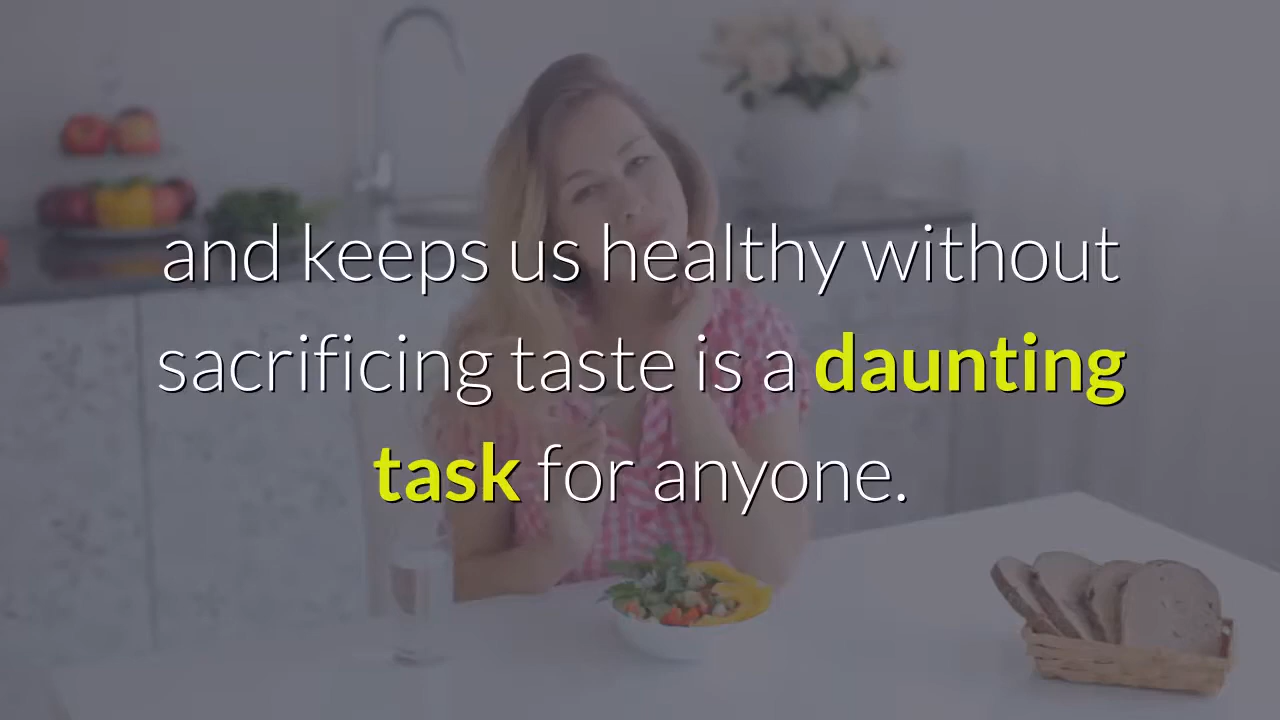 and keeps us healthy without
sacrificing taste is a daunting
task for anyone.